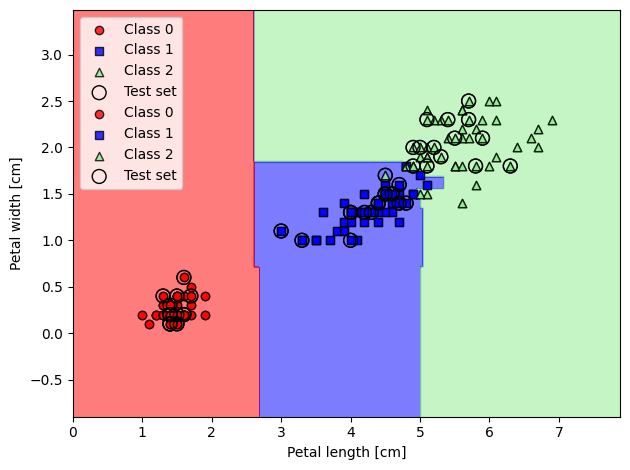 Class 0
Class 1
Class 2
Test set
Class 0
Class 1
Class 2
Test set
3.0
2.5
2.0
1.5
1.0
0.5
0.0
−0.5
Petal width [cm]
0 1 2 3 4 5 6 7
Petal length [cm]